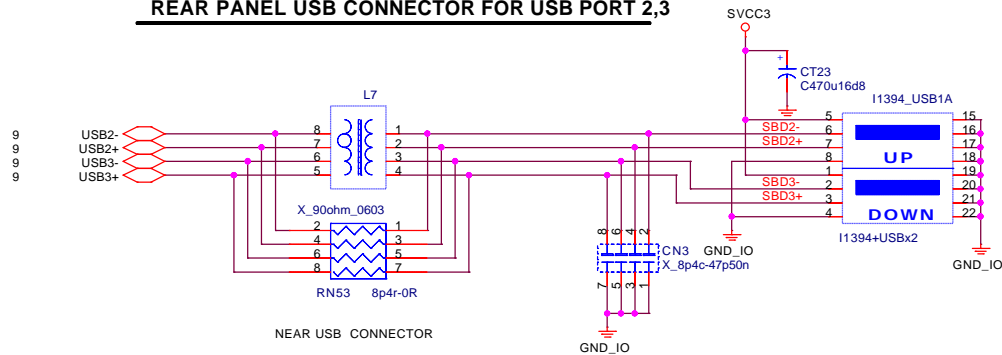 REAR PANEL USB CONNECTOR FOR USB PORT 2,3
SVCC3
+
CT23
C470u16d8
L7
I1394_USB1A
9 USB2- 8 1 SBD2- 5 15
9 USB2+ 7 2 SBD2+ 6 16
9 USB3- 6 3 7 17
9 USB3+ 5 4 8 UP 18
1 19
SBD3- 2 20
SBD3+ 3 21
4 DOWN 22
X_90ohm_0603
2 1
4 3
6 5
8 7
RN53 8p4r-0R
8 6 4 2
CN3
X_8p4c-47p50n
7 5 3 1
GND_IO
I1394+USBx2
GND_IO
NEAR USB CONNECTOR
GND_IO